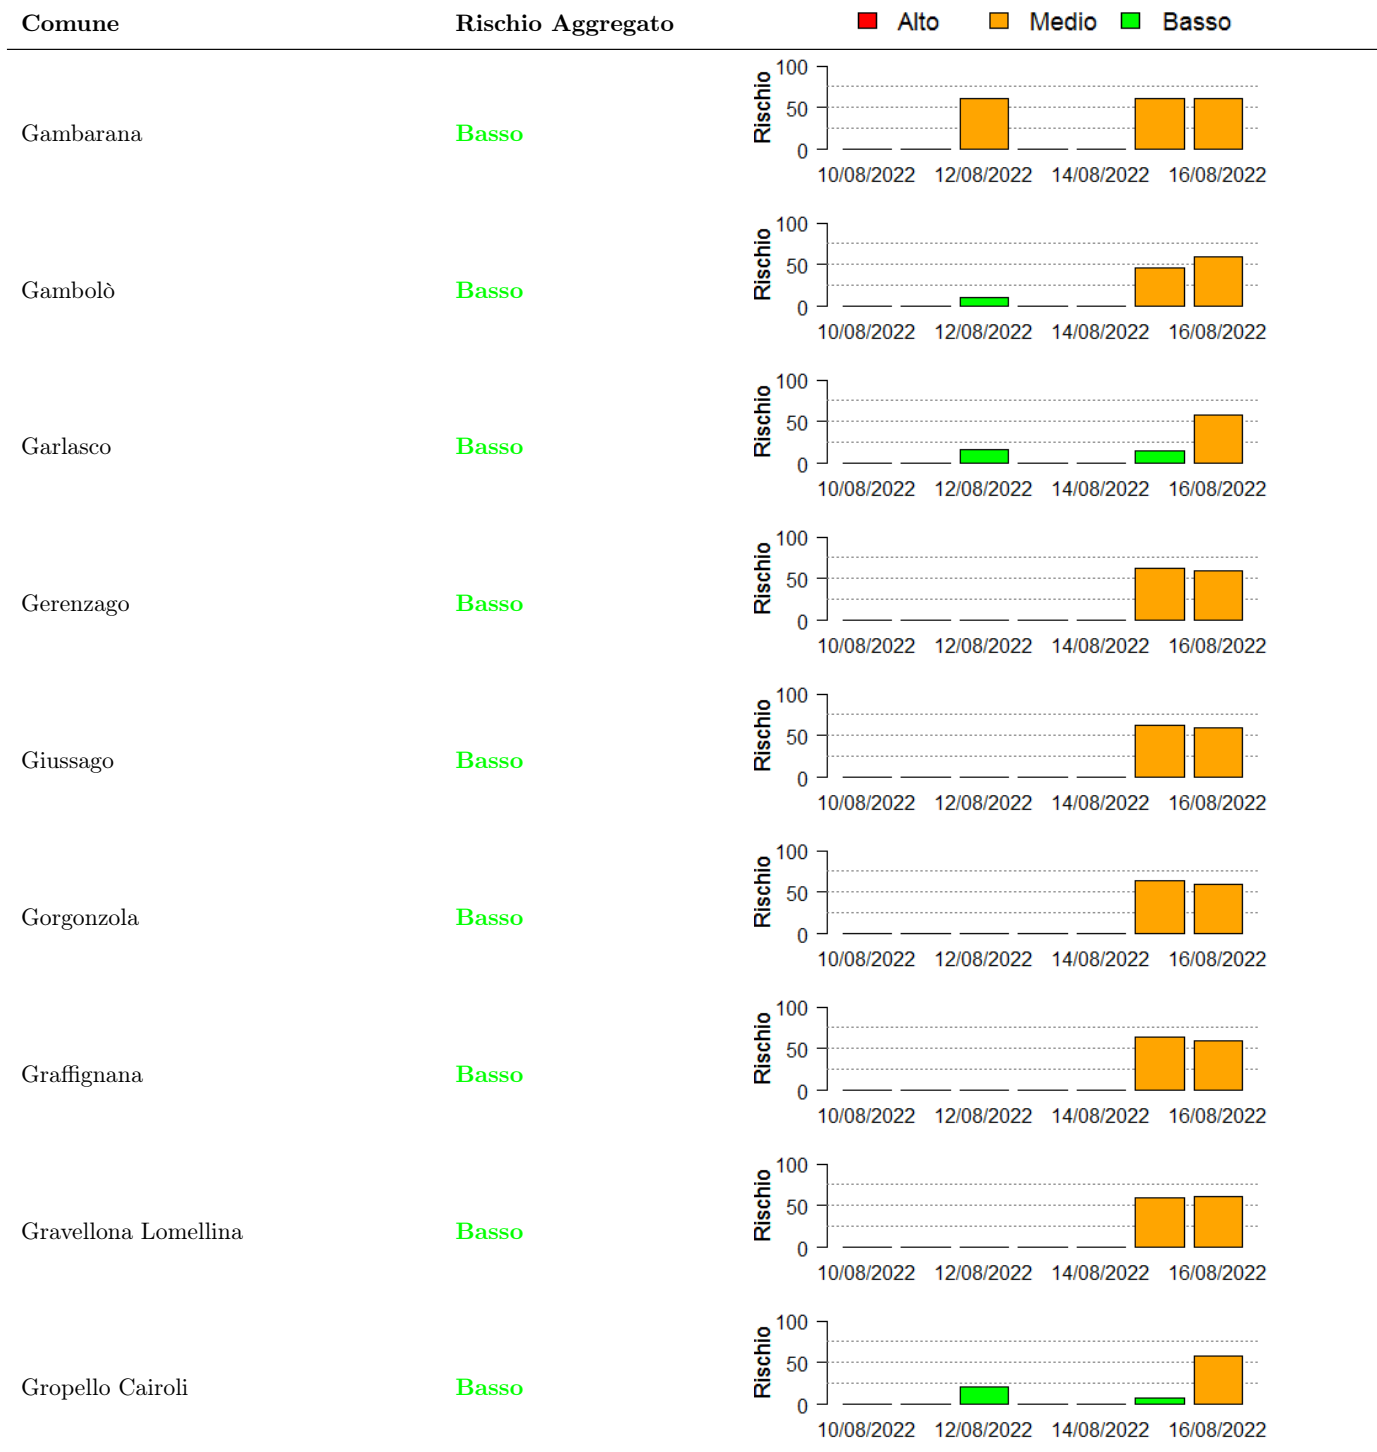 Comune Rischio Aggregato Alto Medio Basso
100
50
0
Rischio
Gambarana Basso
10/08/2022 12/08/2022 14/08/2022 16/08/2022
100
50
0
Rischio
Gambolò Basso
10/08/2022 12/08/2022 14/08/2022 16/08/2022
100
50
0
Rischio
Garlasco Basso
10/08/2022 12/08/2022 14/08/2022 16/08/2022
100
50
0
Rischio
Gerenzago Basso
10/08/2022 12/08/2022 14/08/2022 16/08/2022
100
50
0
Rischio
Giussago Basso
10/08/2022 12/08/2022 14/08/2022 16/08/2022
100
50
0
Rischio
Gorgonzola Basso
10/08/2022 12/08/2022 14/08/2022 16/08/2022
100
50
0
Rischio
Graffignana Basso
10/08/2022 12/08/2022 14/08/2022 16/08/2022
100
50
0
Rischio
Gravellona Lomellina Basso
10/08/2022 12/08/2022 14/08/2022 16/08/2022
100
50
0
Rischio
Gropello Cairoli Basso
10/08/2022 12/08/2022 14/08/2022 16/08/2022